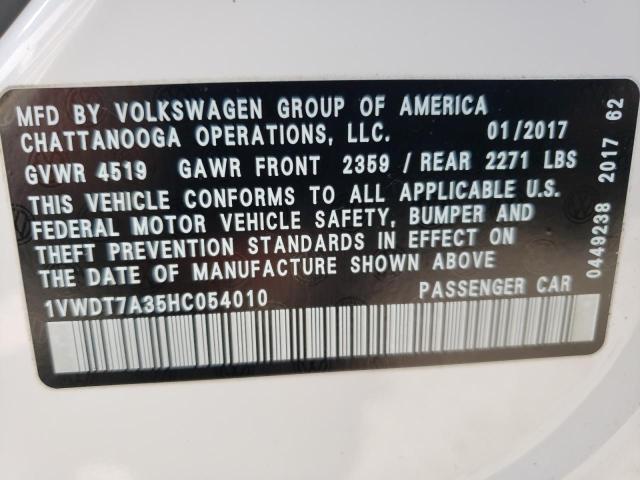 MFD BY VOLKSWAGEN GROUP OF AMERICA
CHATTANOOGA OPERATIONS, LLC. 01/2017
GVWR 4519 GAWR FRONT 2359 / REAR 2271 LBS
THIS VEHICLE CONFORMS TO ALL APPLICABLE U.S.
FEDERAL MOTOR VEHICLE SAFETY, BUMPER AND
THEFT PREVENTION STANDARDS IN EFFECT ON
THE DATE OF MANUFACTURE SHOWN ABOVE
1VWDT7A35HC054010 PASSENGER CAR
0449238 2017 62